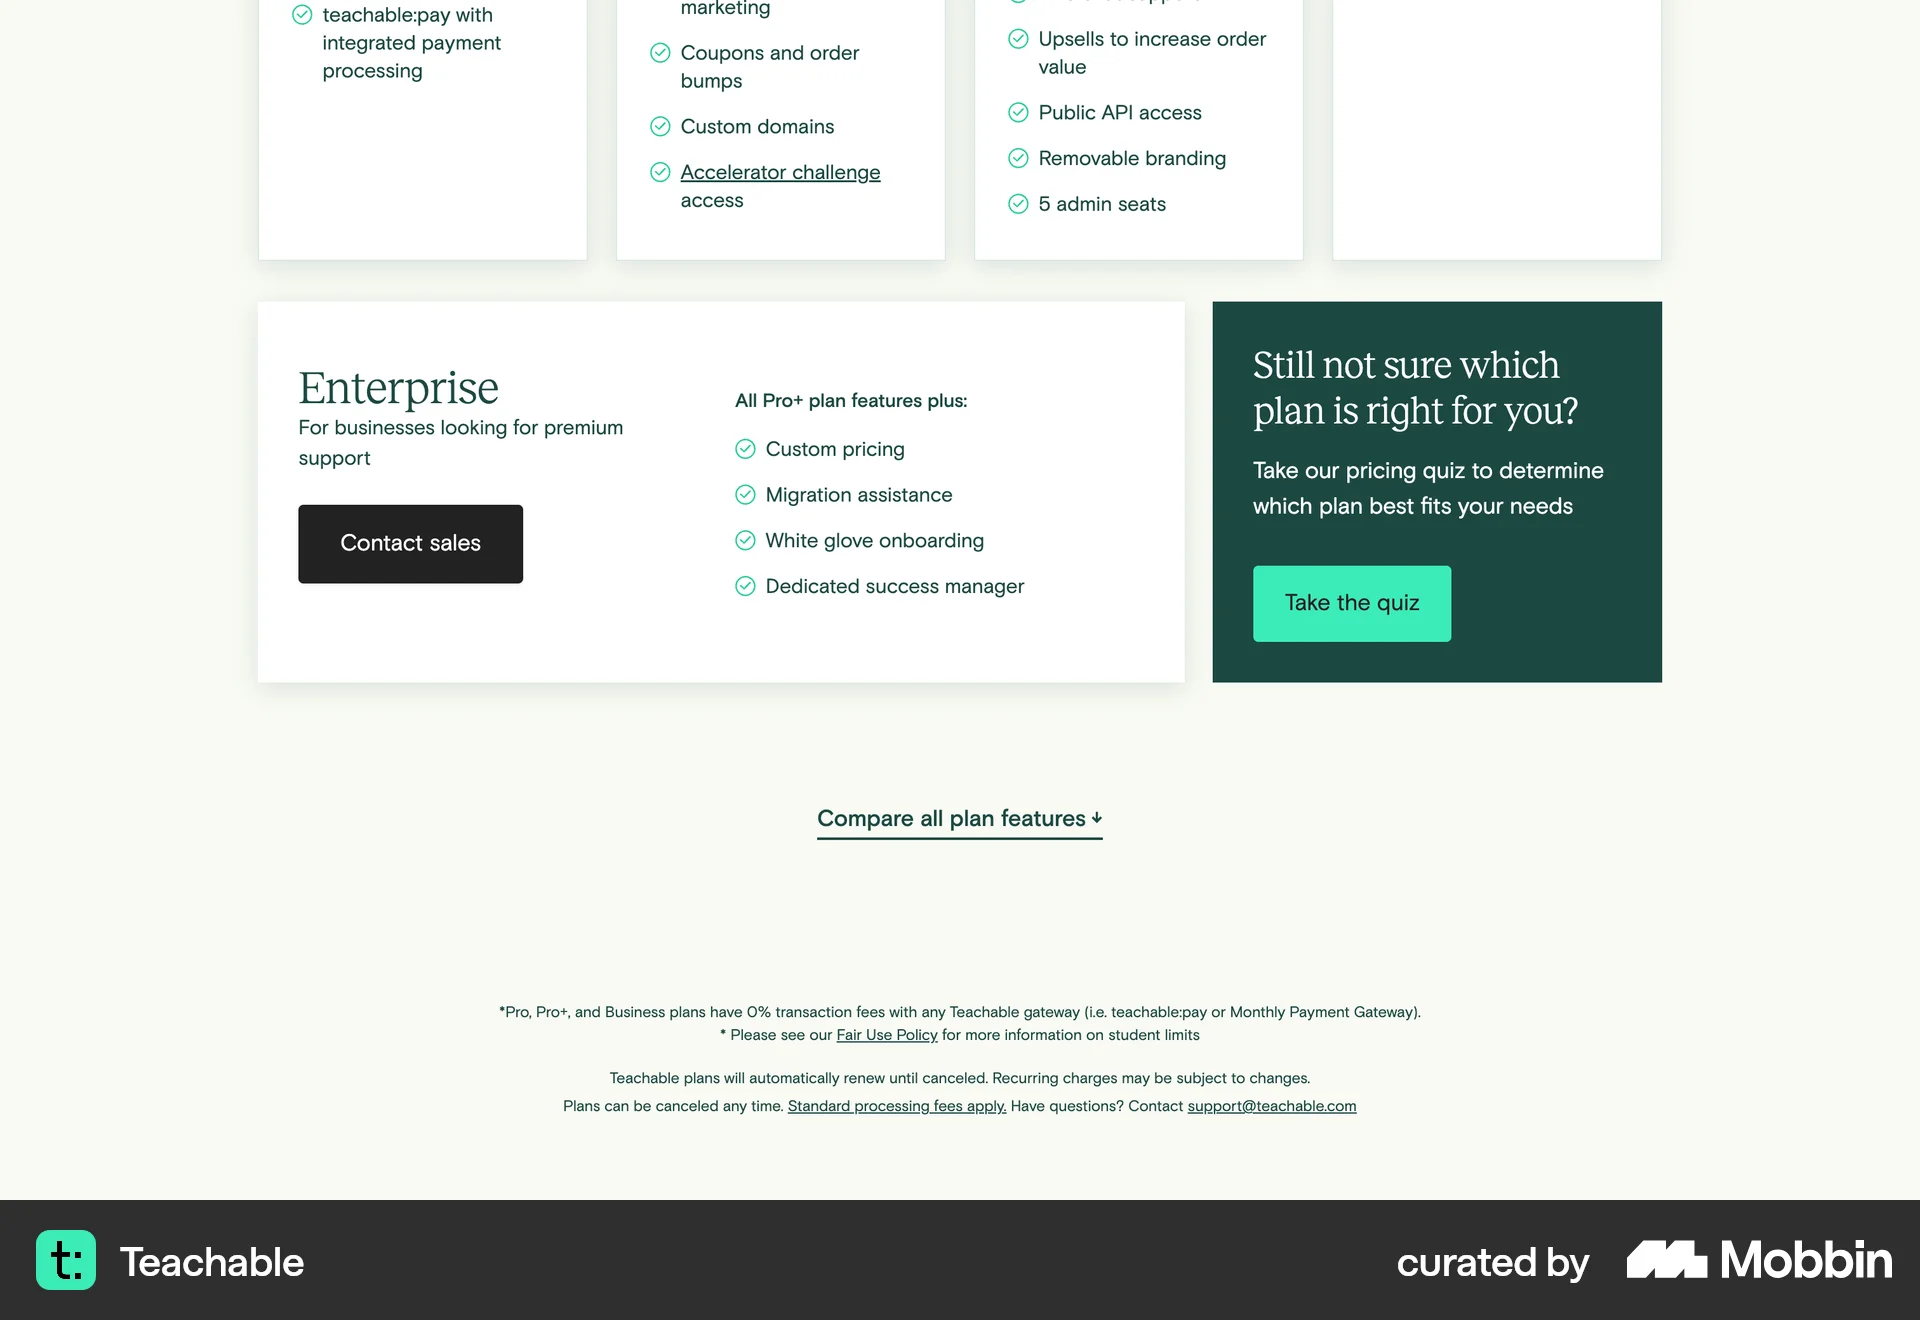 teachable:pay with
integrated payment
processing
marketing
Coupons and order
bumps
Custom domains
Accelerator challenge
access
Upsells to increase order
value
Public API access
Removable branding
5 admin seats
Enterprise
For businesses looking for premium
support
Contact sales
All Pro+ plan features plus:
Custom pricing
Migration assistance
White glove onboarding
Dedicated success manager
Still not sure which
plan is right for you?
Take our pricing quiz to determine
which plan best fits your needs
Take the quiz
Compare all plan features ↓
*Pro, Pro+, and Business plans have 0% transaction fees with any Teachable gateway (i.e. teachable:pay or Monthly Payment Gateway).
* Please see our Fair Use Policy for more information on student limits
Teachable plans will automatically renew until canceled. Recurring charges may be subject to changes.
Plans can be canceled any time. Standard processing fees apply. Have questions? Contact support@teachable.com
t: Teachable
curated by Mobbin